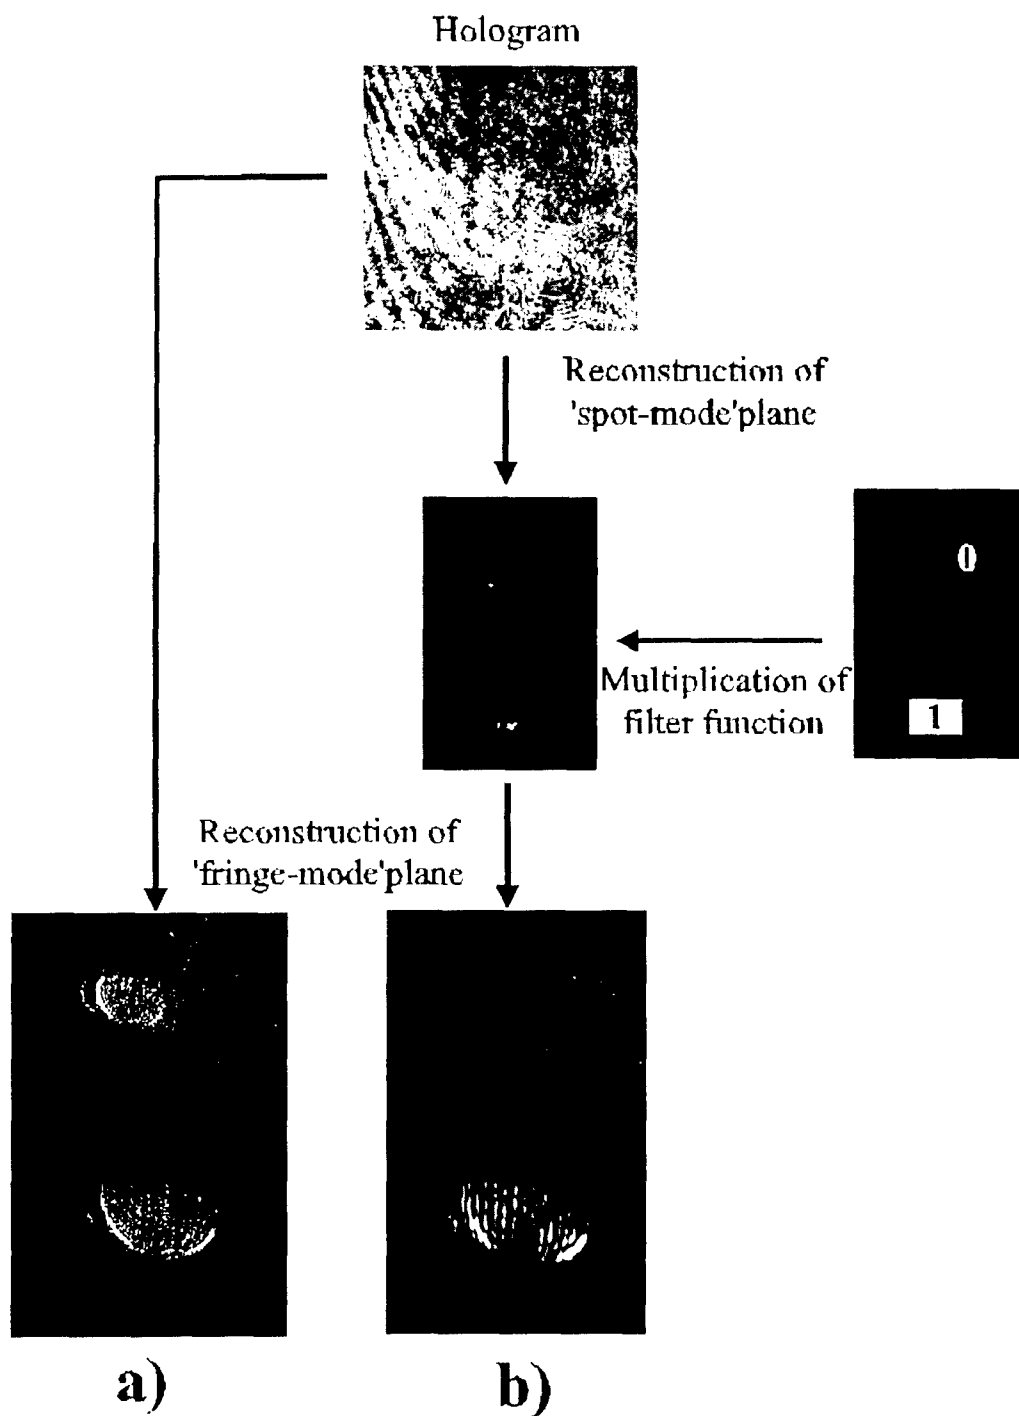 Hologram
Reconstruction of
'spot-mode'plane
0
Multiplication of
filter function
1
Reconstruction of
'fringe-mode'plane
a)
b)